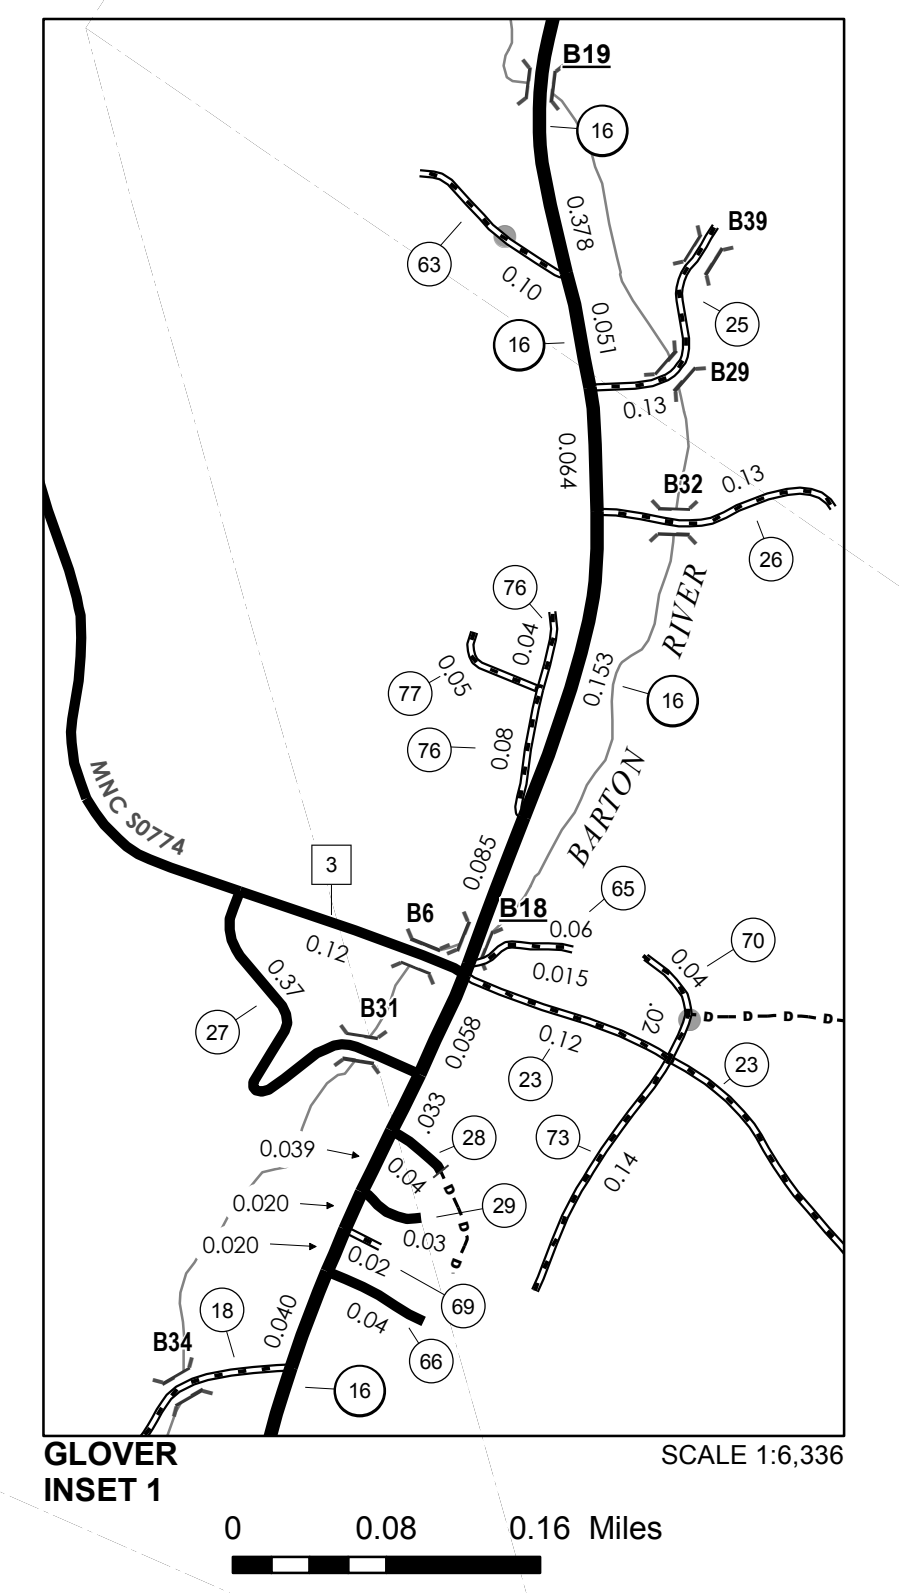 B19
16
0.378
B39
63
0.10
25
16
0.051
B29
0.13
0.064
B32
0.13
26
76
RIVER
0.04
0.05
77
0.153
16
76
0.08
BARTON
MNC S0774
3
0.085
65
B6
B18
0.06
70
0.12
0.015
0.04
0.37
B31
.02
D D D D
27
0.058
0.12
23
23
.033
28
73
0.039
0.04
0.14
D
29
0.020
D
0.03
0.020
0.02
D
69
18
0.040
0.04
B34
66
16
GLOVER
INSET 1
SCALE 1:6,336
0 0.08 0.16 Miles